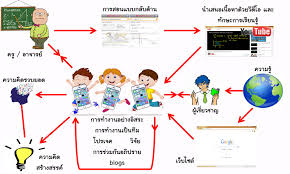 การสอนแบบกลับด้าน
นำเสนอเนื้อหาด้วยวีดีโอ และ
ทักษะการเรียนรู้
Tube
ครู / อาจารย์
ความคิดรวบยอด
ความรู้
ผู้เชี่ยวชาญ
การทำงานอย่างอิสระ
การทำงานเป็นทีม
โปรเจค วิจัย
การร่วมกันอภิปราย
blogs
ความคิด
สร้างสรรค์
เว็บไซต์